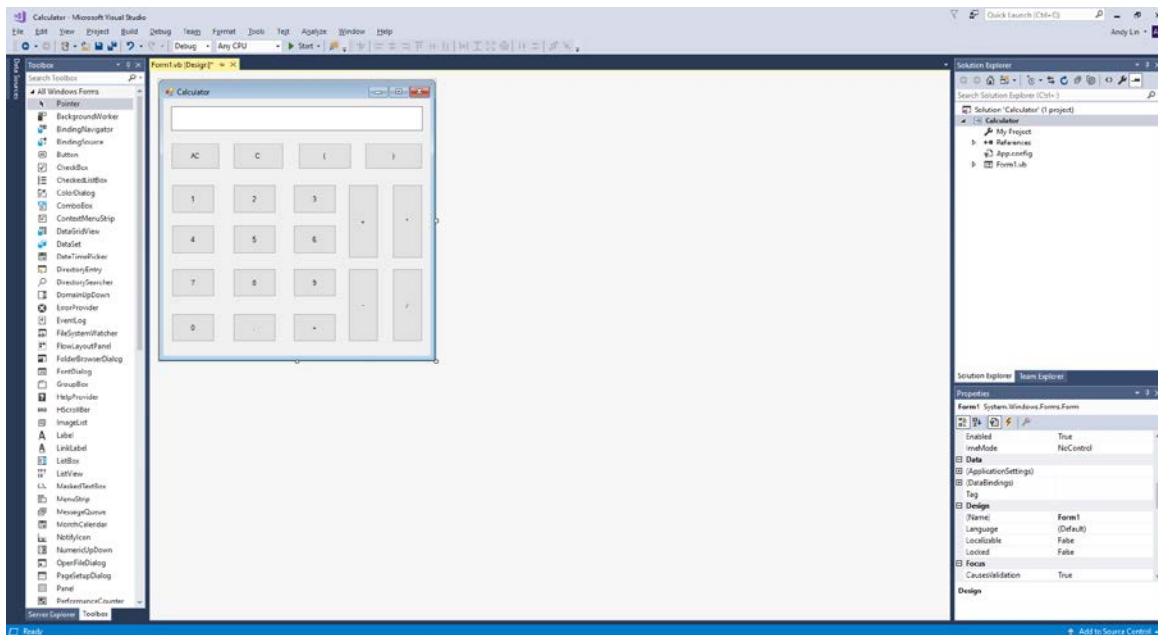 Calculator - Microsoft Visual Studio
Quick Launch (Ctrl+Q)
File Edit View Project Build Debug Team Format Tools Test Analyze Window Help
Andy Lin
Debug Any CPU Start
Data Sources
Toolbox
Search Toolbox
All Windows Forms
Pointer
BackgroundWorker
BindingNavigator
BindingSource
Button
CheckBox
CheckedListBox
ColorDialog
ComboBox
ContextMenuStrip
DataGridView
DataSet
DateTimePicker
DirectoryEntry
DirectorySearcher
DomainUpDown
ErrorProvider
EventLog
FileSystemWatcher
FlowLayoutPanel
FolderBrowserDialog
FontDialog
GroupBox
HelpProvider
HScrollBar
ImageList
Label
LinkLabel
ListBox
ListView
MaskedTextBox
MenuStrip
MessageQueue
MonthCalendar
NotifyIcon
NumericUpDown
OpenFileDialog
PageSetupDialog
Panel
PerformanceCounter
Server Explorer Toolbox
Form1.vb [Design]*
Calculator
AC C ( )
1 2 3
4 5 6
7 8 9
0
Solution Explorer
Search Solution Explorer (Ctrl+;)
Solution 'Calculator' (1 project)
Calculator
My Project
References
App.config
Form1.vb
Solution Explorer Team Explorer
Properties
Form1 System.Windows.Forms.Form
Enabled True
ImeMode NoControl
Data
(ApplicationSettings)
(DataBindings)
Tag
Design
(Name) Form1
Language (Default)
Localizable False
Locked False
Focus
CausesValidation True
Design
Ready
Add to Source Control